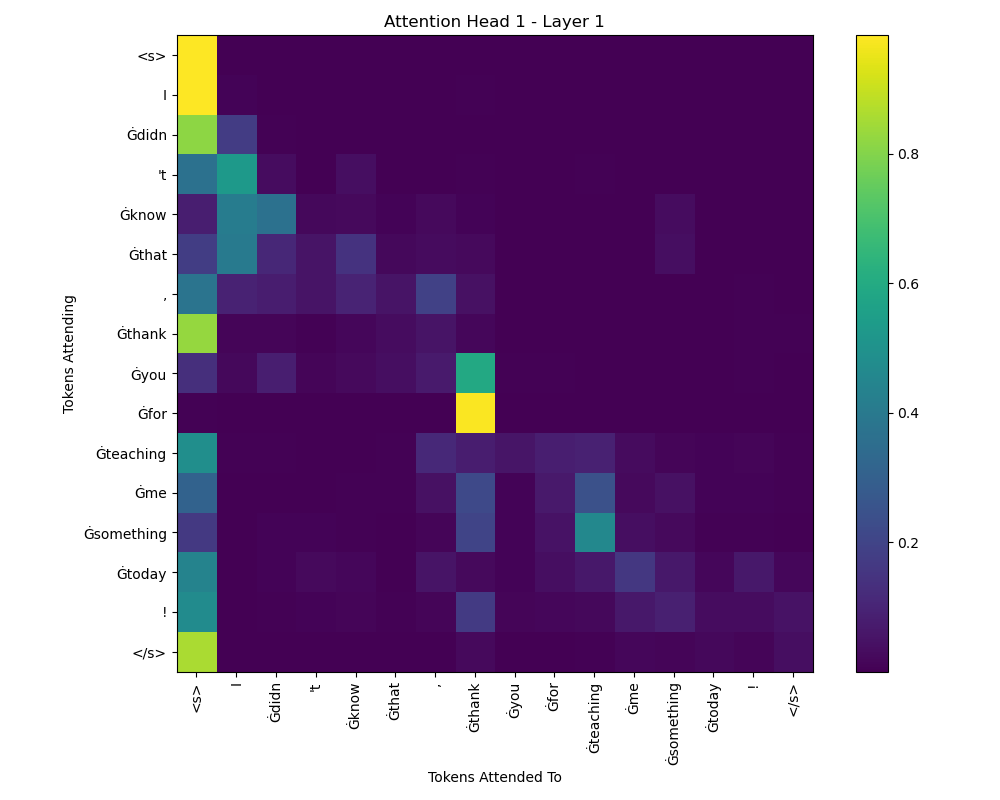 Attention Head 1 - Layer 1
Tokens Attending
<s>
I
Ġdidn
't
Ġknow
Ġthat
,
Ġthank
Ġyou
Ġfor
Ġteaching
Ġme
Ġsomething
Ġtoday
!
</s>
<s>
I
Ġdidn
't
Ġknow
Ġthat
,
Ġthank
Ġyou
Ġfor
Ġteaching
Ġme
Ġsomething
Ġtoday
!
</s>
Tokens Attended To
0.8
0.6
0.4
0.2